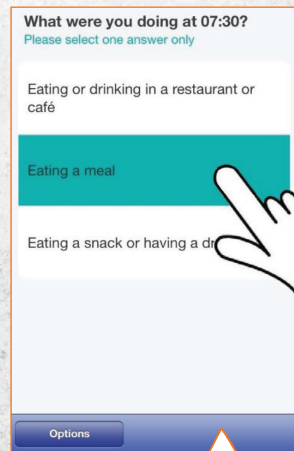 What were you doing at 07:30?
Please select one answer only
Eating or drinking in a restaurant or
café
Eating a meal
Eating a snack or having a
Options